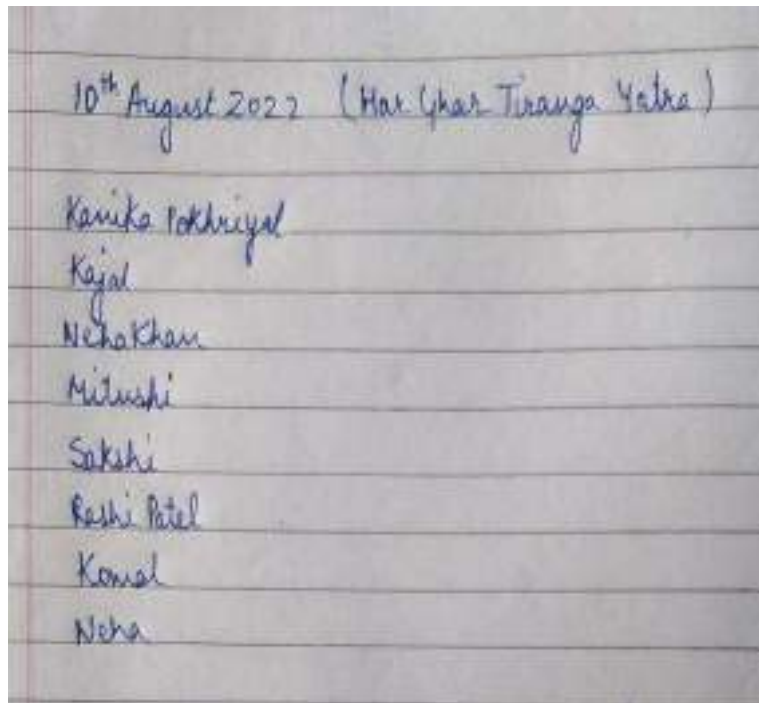 10th August 2022 (Har Ghar Tiranga Yatra)
Kanika Pokhriyal
Kajal
Neha Khan
Mitushi
Sakshi
Rashi Patel
Komal
Neha